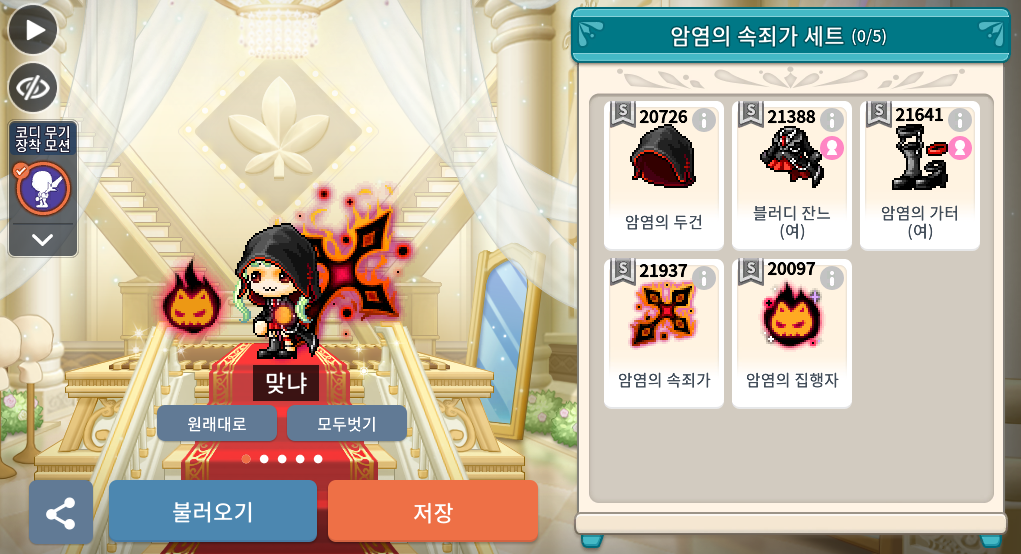 코디 무기
장착 모션
맞냐
원래대로
모두벗기
불러오기
저장
암염의 속죄가 세트 (0/5)
S 20726
암염의 두건
S 21388
블러디 잔느
(여)
S 21641
암염의 가터
(여)
S 21937
암염의 속죄가
S 20097
암염의 집행자